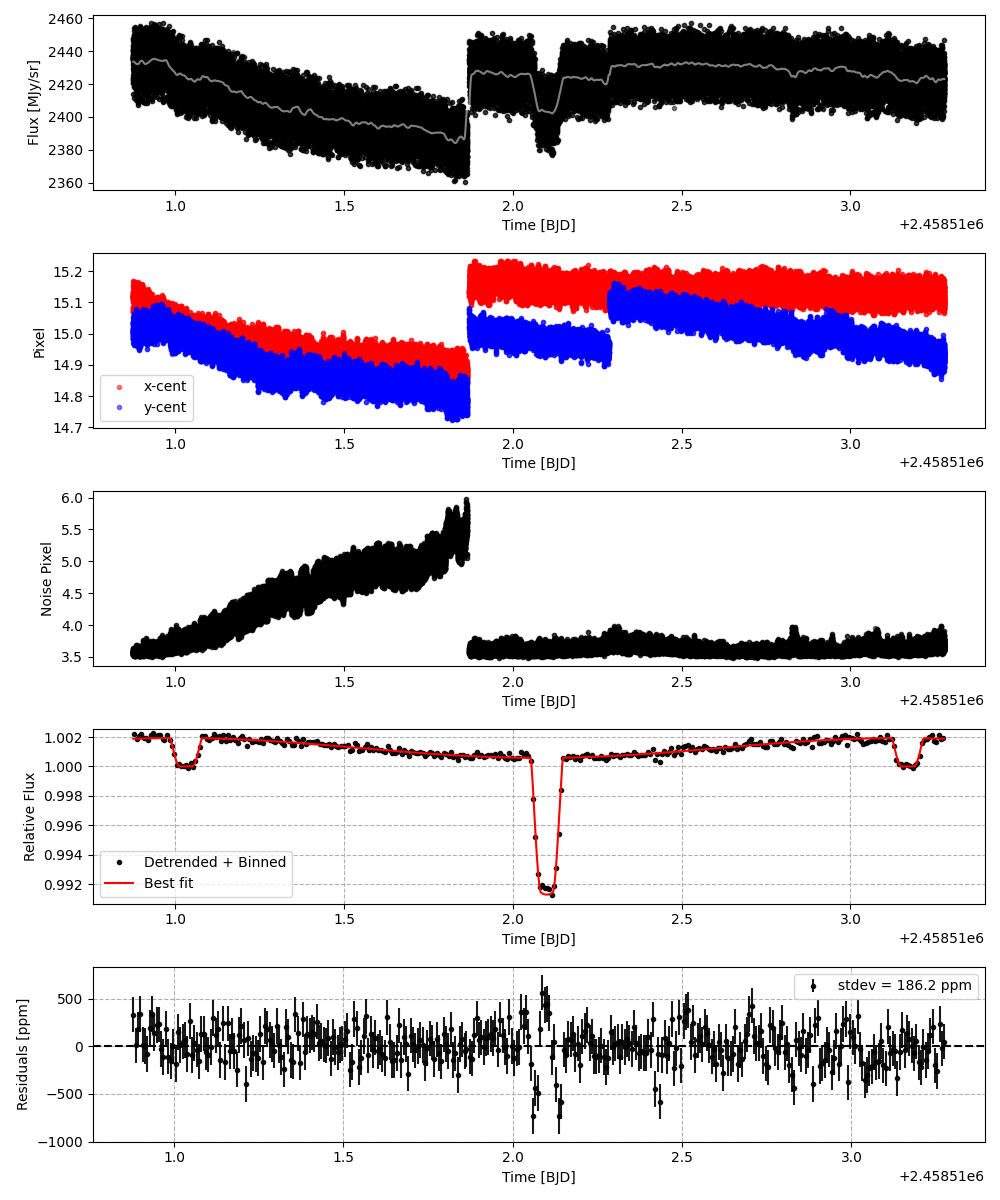 2460
2440
2420
2400
2380
2360
Flux [MJy/sr]
1.0 1.5 2.0 2.5 3.0
Time [BJD]
+2.45851e6
15.2
15.1
15.0
14.9
14.8
14.7
Pixel
x-cent
y-cent
1.0 1.5 2.0 2.5 3.0
Time [BJD]
+2.45851e6
6.0
5.5
5.0
4.5
4.0
3.5
Noise Pixel
1.0 1.5 2.0 2.5 3.0
Time [BJD]
+2.45851e6
1.002
1.000
0.998
0.996
0.994
0.992
Relative Flux
Detrended + Binned
Best fit
1.0 1.5 2.0 2.5 3.0
Time [BJD]
+2.45851e6
500
0
−500
−1000
Residuals [ppm]
stdev = 186.2 ppm
1.0 1.5 2.0 2.5 3.0
Time [BJD]
+2.45851e6